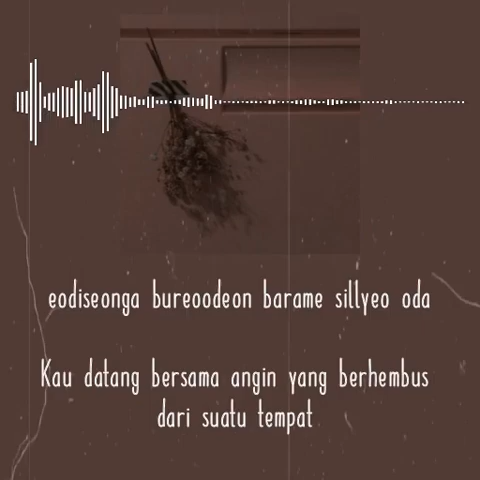 eodiseonga bureoodeon barame sillyeo oda
Kau datang bersama angin yang berhembus
dari suatu tempat